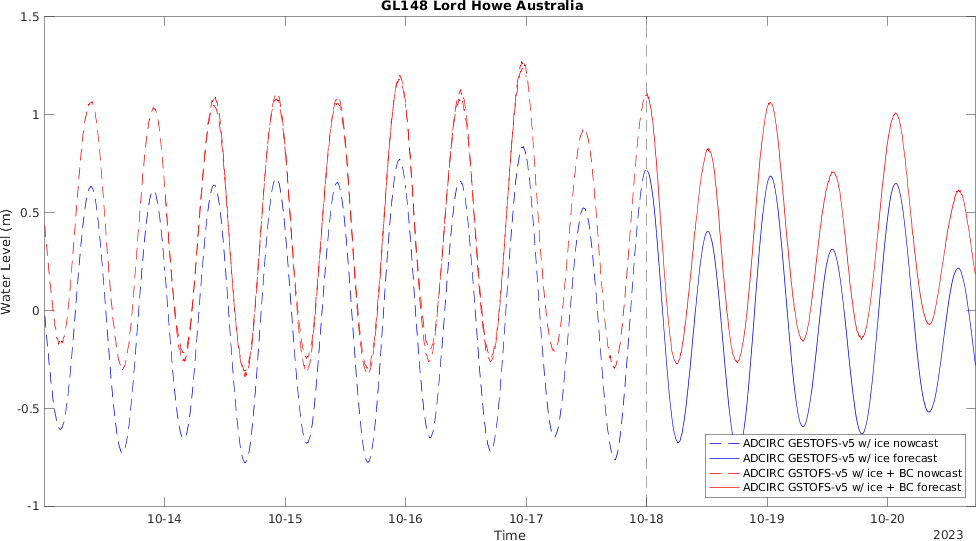 GL148 Lord Howe Australia
1.5
1
0.5
0
-0.5
-1
Water Level (m)
10-14 10-15 10-16 10-17 10-18 10-19 10-20
Time
2023
ADCIRC GESTOFS-v5 w/ ice nowcast
ADCIRC GESTOFS-v5 w/ ice forecast
ADCIRC GSTOFS-v5 w/ ice + BC nowcast
ADCIRC GSTOFS-v5 w/ ice + BC forecast